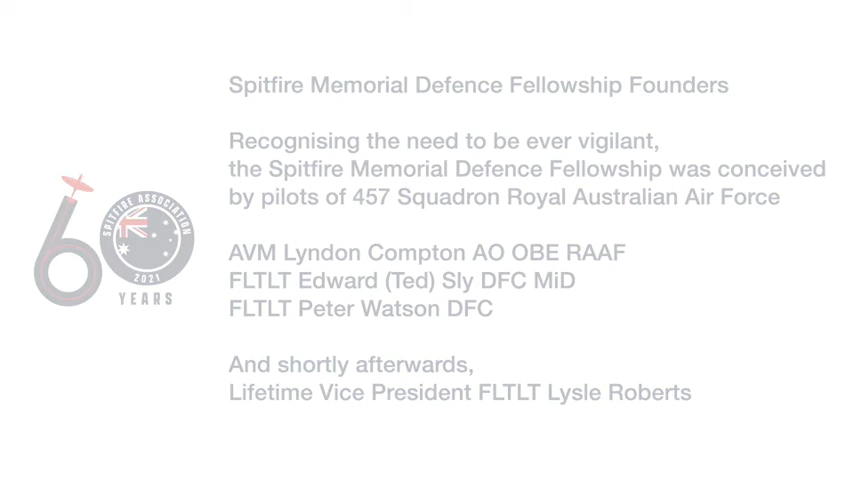 Spitfire Memorial Defence Fellowship Founders
Recognising the need to be ever vigilant,
the Spitfire Memorial Defence Fellowship was conceived
by pilots of 457 Squadron Royal Australian Air Force
AVM Lyndon Compton AO OBE RAAF
FLTLT Edward (Ted) Sly DFC MiD
FLTLT Peter Watson DFC
And shortly afterwards,
Lifetime Vice President FLTLT Lysle Roberts
60
SPITFIRE ASSOCIATION
2021
YEARS